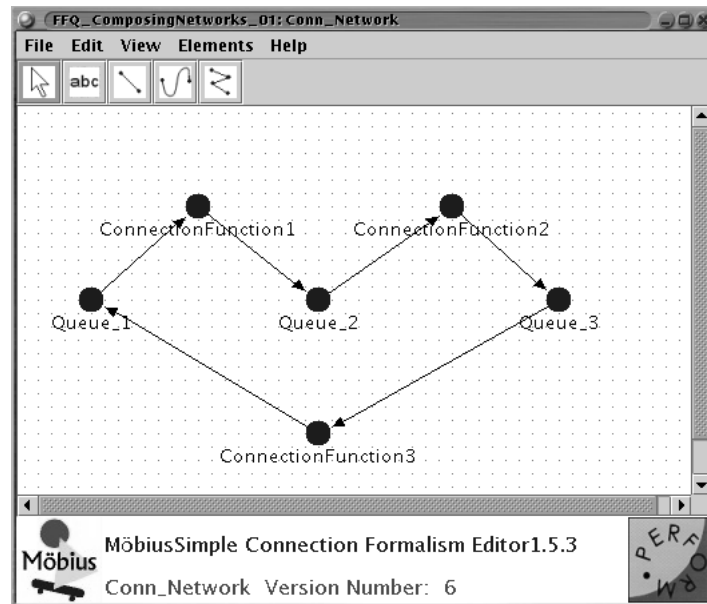 FFQ_ComposingNetworks_01: Conn_Network
File Edit View Elements Help
abc
ConnectionFunction1 ConnectionFunction2
Queue_1 Queue_2 Queue_3
ConnectionFunction3
MöbiusSimple Connection Formalism Editor1.5.3
Möbius
Conn_Network Version Number: 6
PERFORM